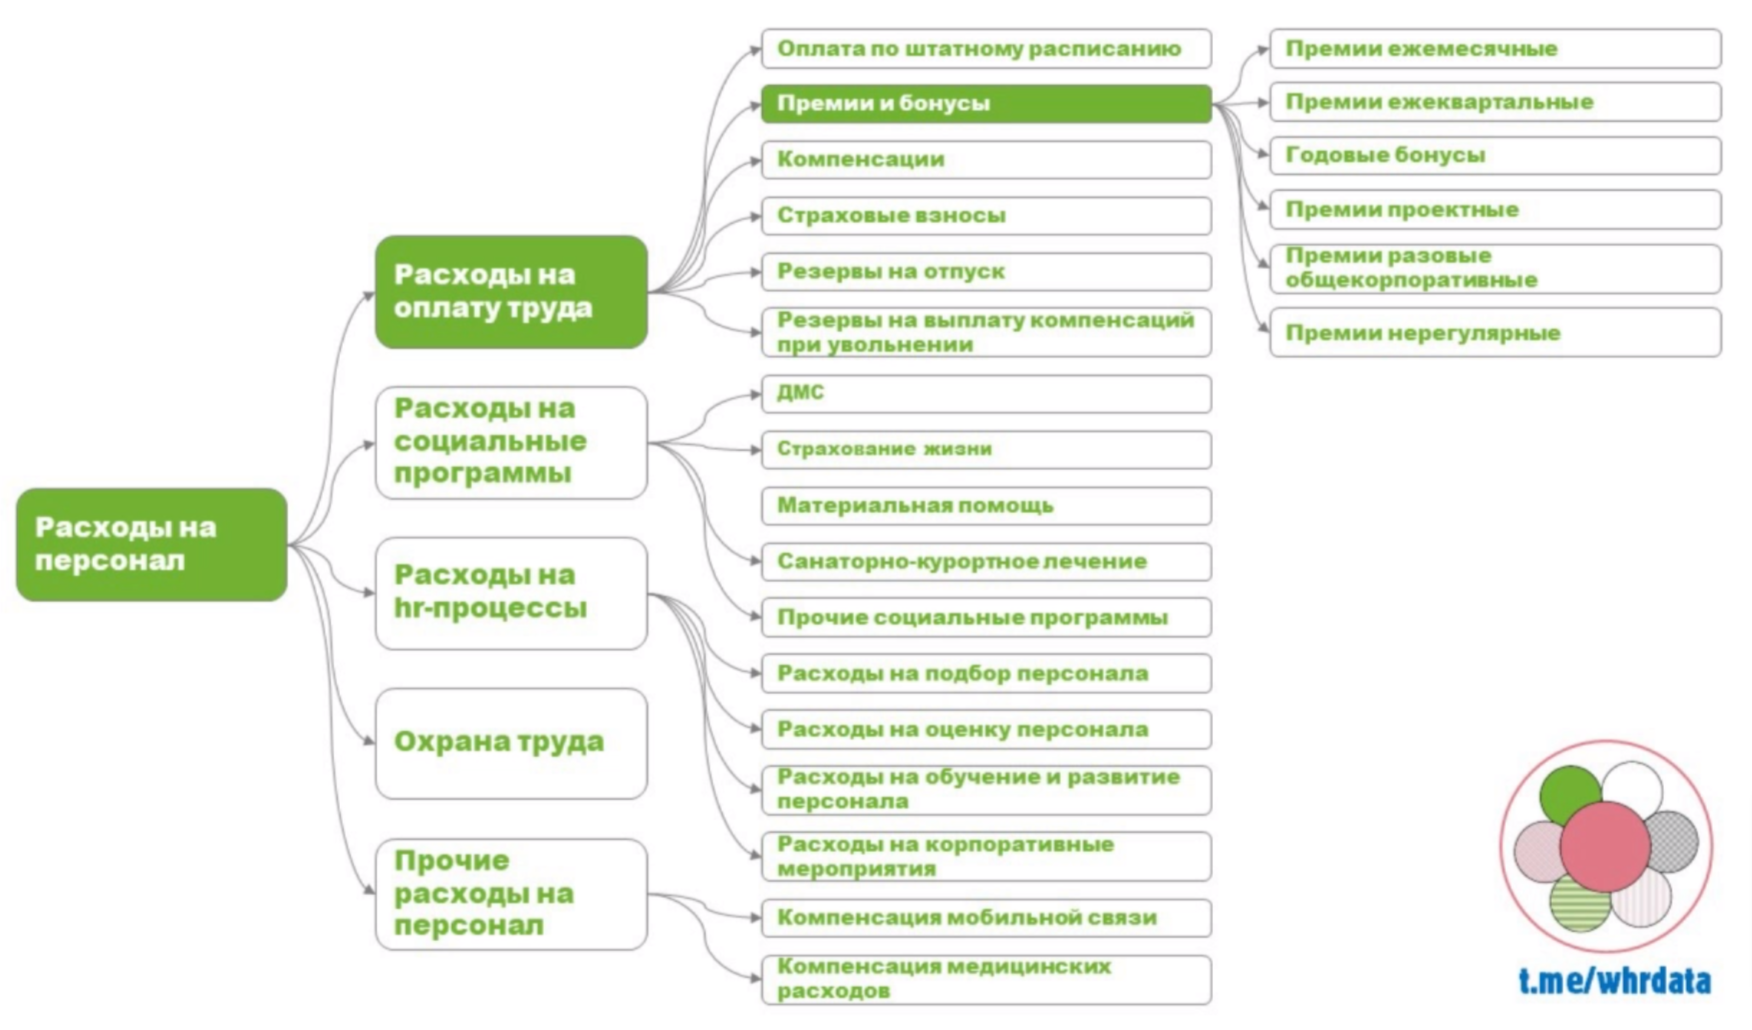 Расходы на
персонал
Расходы на
оплату труда
Расходы на
социальные
программы
Расходы на
hr-процессы
Охрана труда
Прочие
расходы на
персонал
Оплата по штатному расписанию
Премии и бонусы
Компенсации
Страховые взносы
Резервы на отпуск
Резервы на выплату компенсаций
при увольнении
ДМС
Страхование жизни
Материальная помощь
Санаторно-курортное лечение
Прочие социальные программы
Расходы на подбор персонала
Расходы на оценку персонала
Расходы на обучение и развитие
персонала
Расходы на корпоративные
мероприятия
Компенсация мобильной связи
Компенсация медицинских
расходов
Премии ежемесячные
Премии ежеквартальные
Годовые бонусы
Премии проектные
Премии разовые
общекорпоративные
Премии нерегулярные
t.me/whrdata